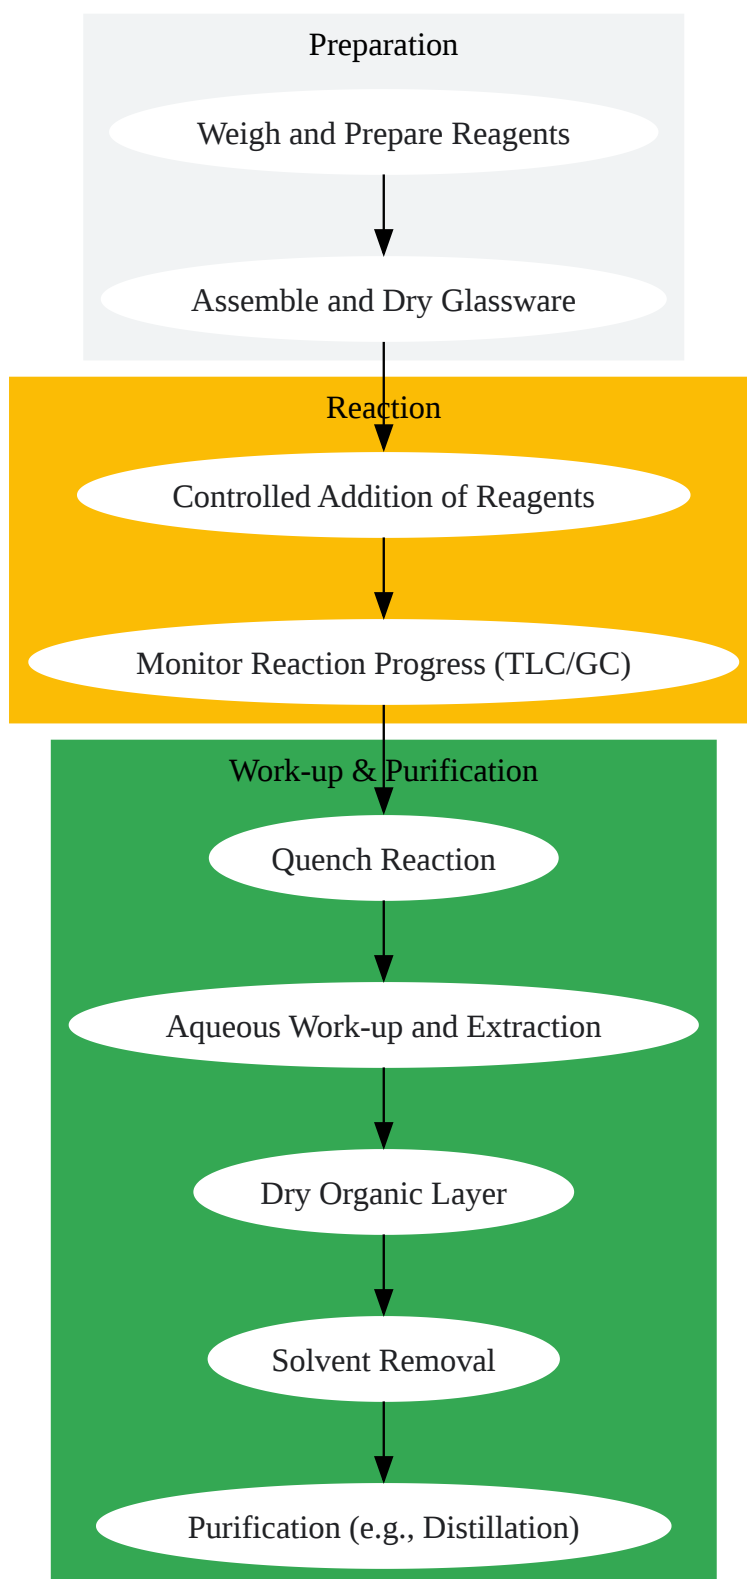 Preparation
Weigh and Prepare Reagents
Assemble and Dry Glassware
Reaction
Controlled Addition of Reagents
Monitor Reaction Progress (TLC/GC)
Work-up & Purification
Quench Reaction
Aqueous Work-up and Extraction
Dry Organic Layer
Solvent Removal
Purification (e.g., Distillation)